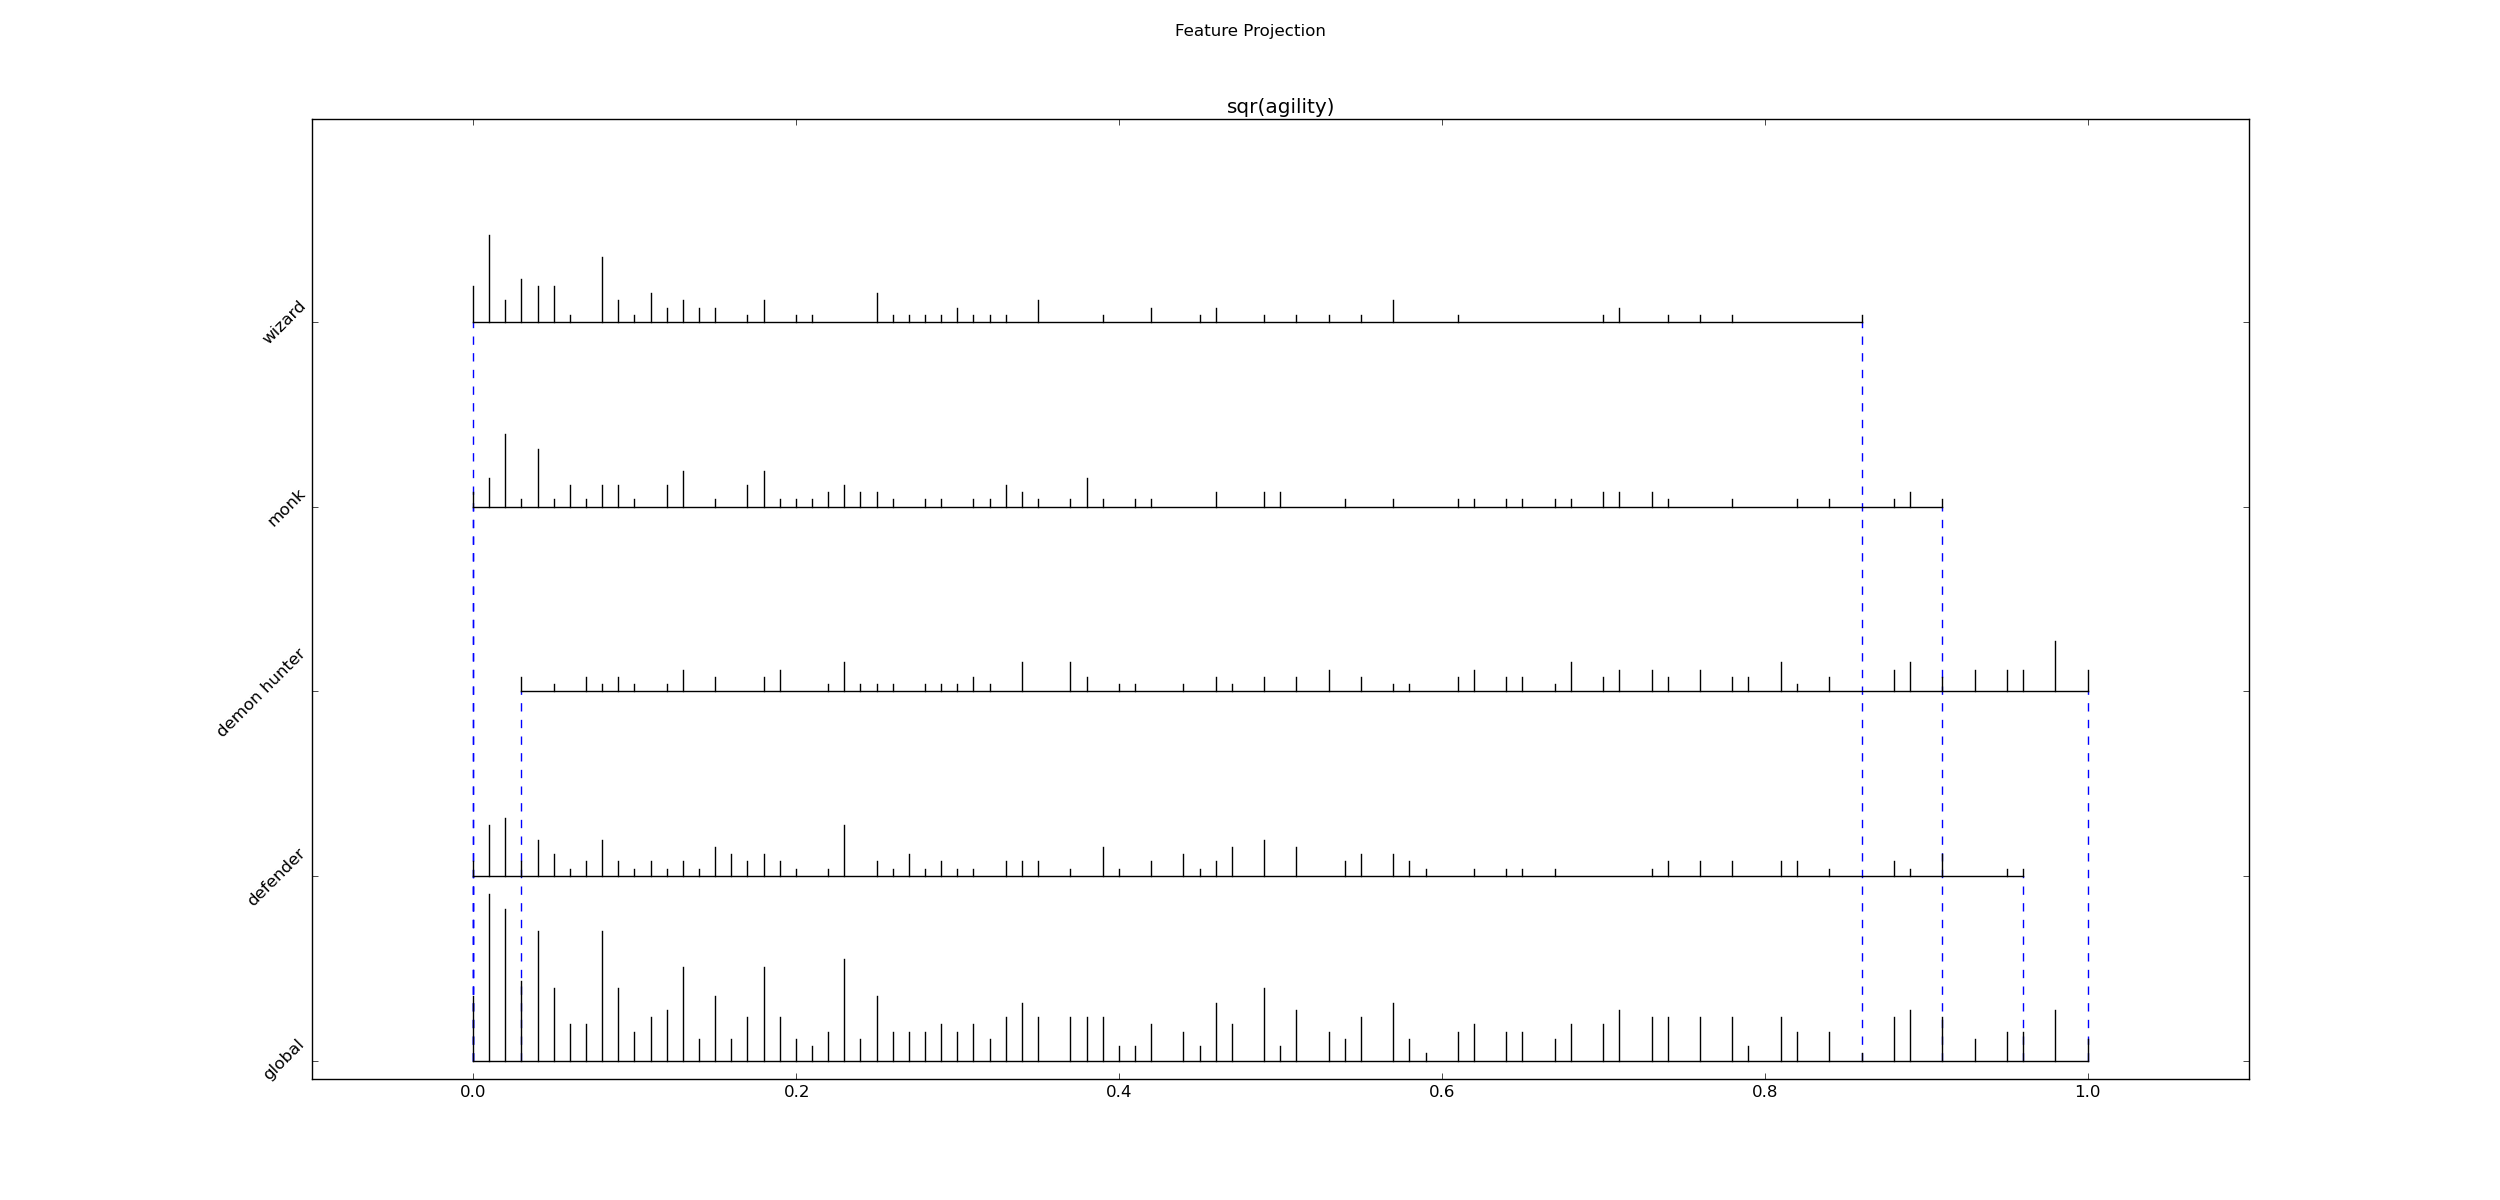 Feature Projection
sqr(agility)
wizard
monk
demon hunter
defender
global
0.0 0.2 0.4 0.6 0.8 1.0